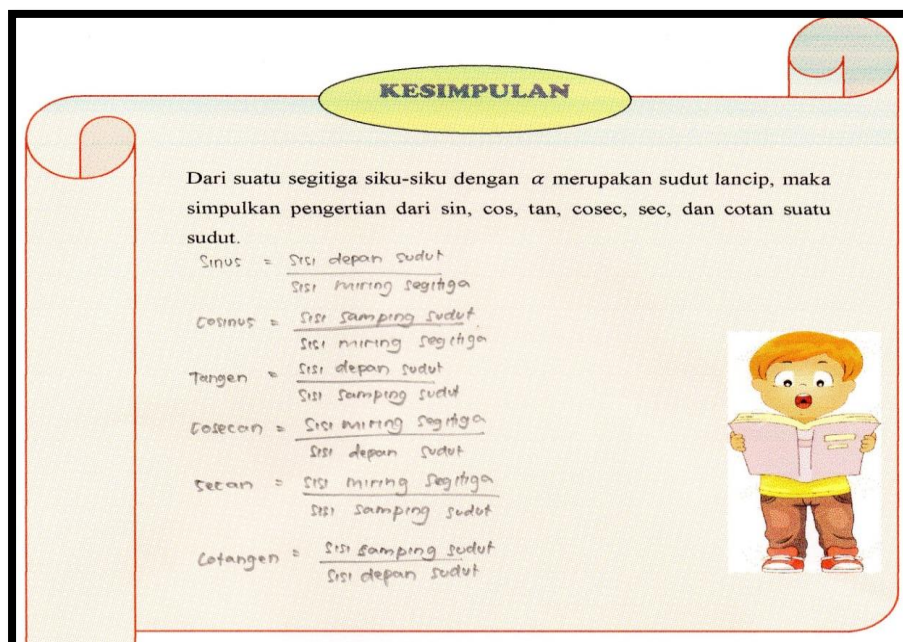 KESIMPULAN
Dari suatu segitiga siku-siku dengan α merupakan sudut lancip, maka
simpulkan pengertian dari sin, cos, tan, cosec, sec, dan cotan suatu
sudut.
Sinus = sisi depan sudut
sisi miring segitiga
Cosinus = sisi samping sudut
sisi miring segitiga
Tangen = sisi depan sudut
sisi samping sudut
Cosecan = sisi miring segitiga
sisi depan sudut
Secan = sisi miring segitiga
sisi samping sudut
Cotangen = sisi samping sudut
sisi depan sudut